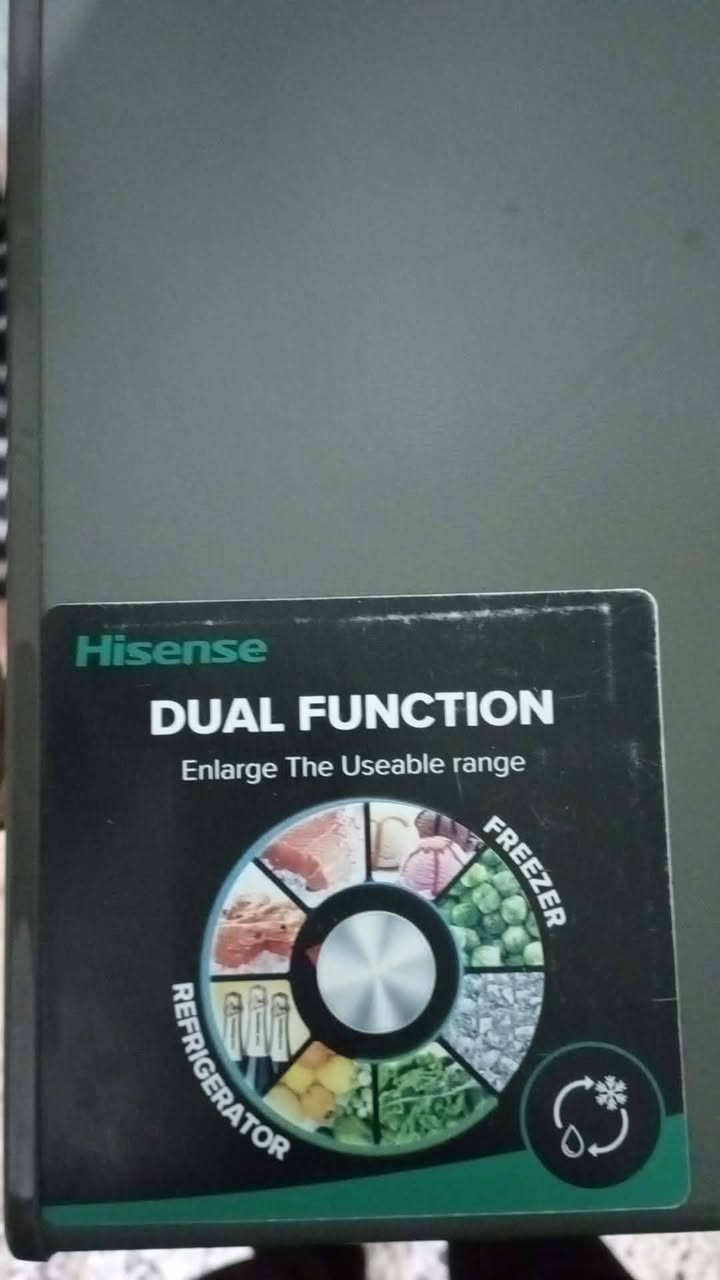 Hisense
DUAL FUNCTION
Enlarge The Useable range
FREEZER
REFRIGERATOR